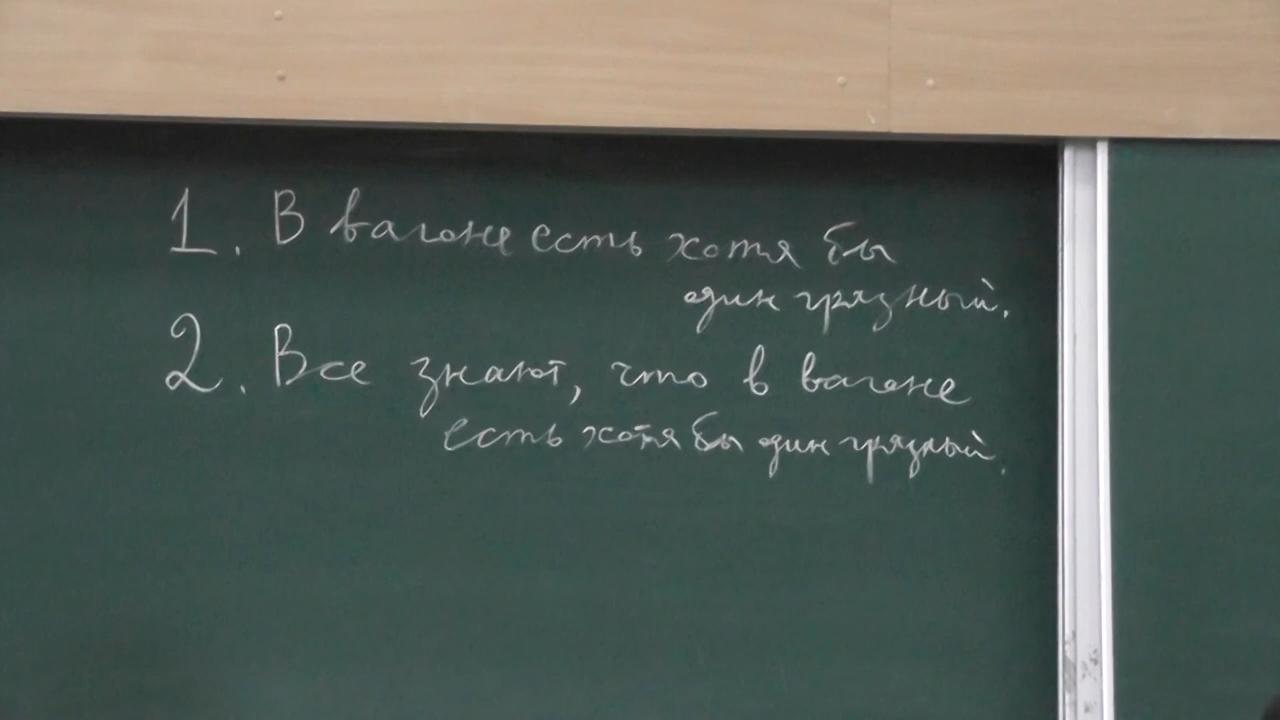 1. В вагоне есть хотя бы
один грязный.
2. Все знают, что в вагоне
есть хотя бы один грязный.